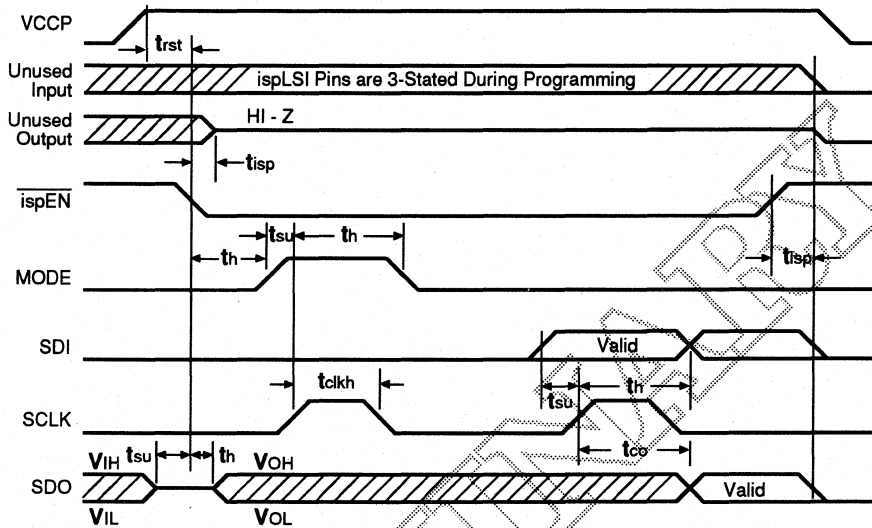 VCCP
trst
Unused Input
ispLSI Pins are 3-Stated During Programming
Unused Output
HI - Z
tisp
ispEN
tsu
th
th
tisp
MODE
SDI
Valid
tclkh
tsu
th
SCLK
tco
VIH
tsu
th
VOH
SDO
Valid
VIL
VOL